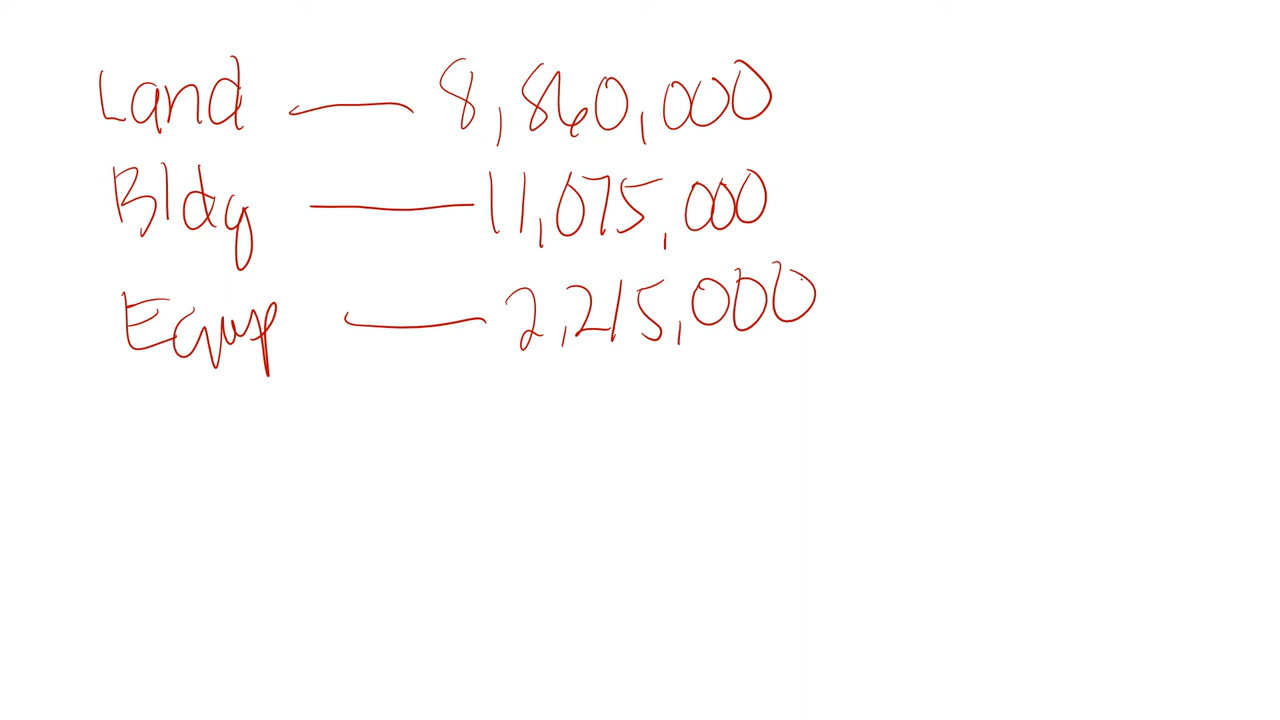 Land — 8,860,000
Bldg — 11,075,000
Equip — 2,215,000